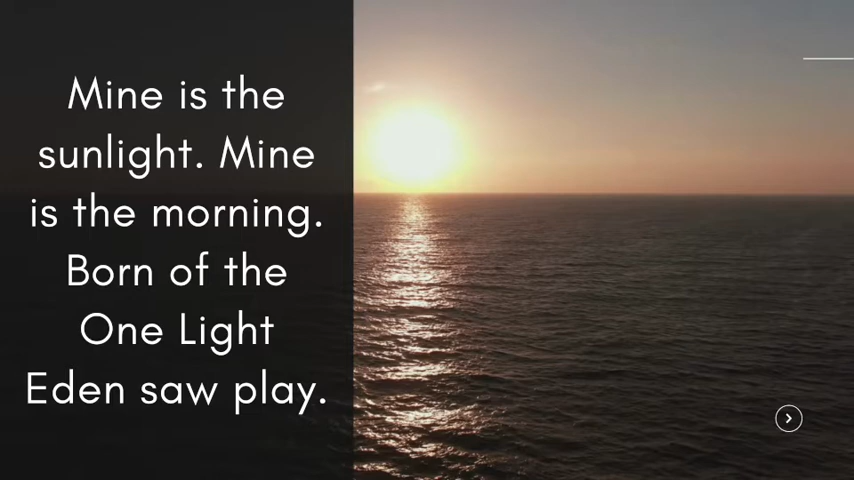 Mine is the
sunlight. Mine
is the morning.
Born of the
One Light
Eden saw play.